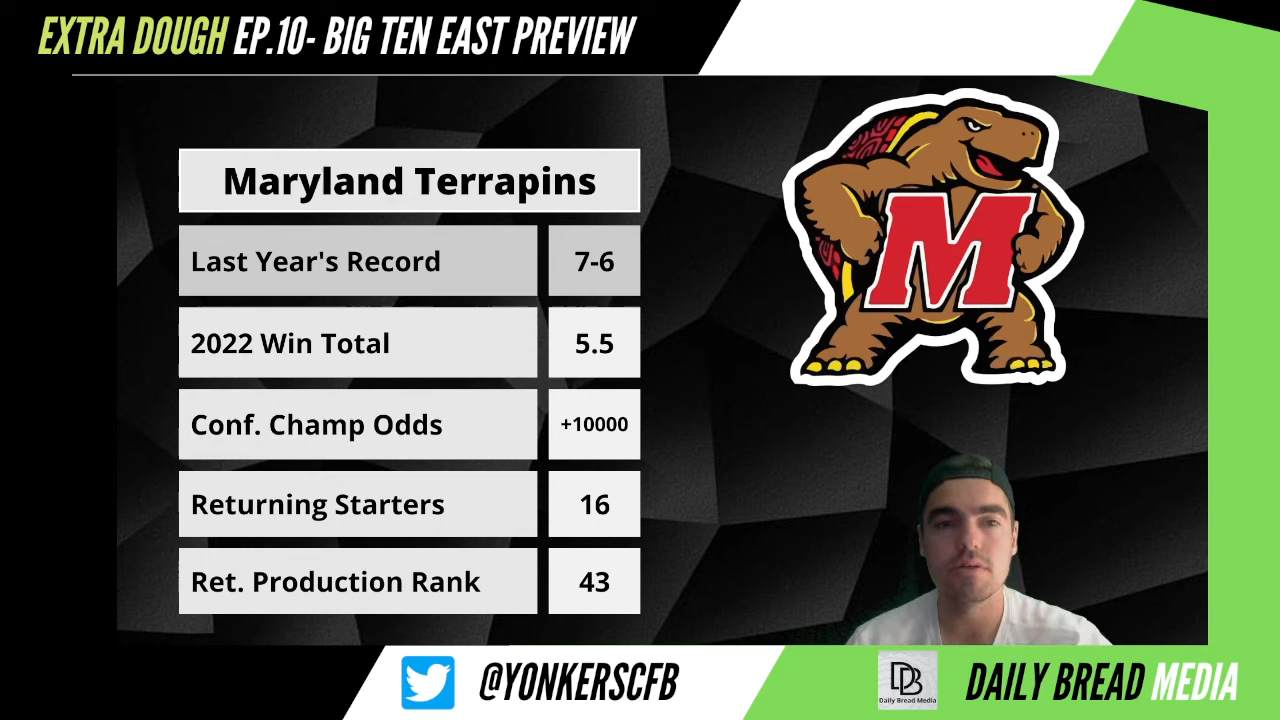 EXTRA DOUGH EP.10- BIG TEN EAST PREVIEW
Maryland Terrapins
Last Year's Record 7-6
2022 Win Total 5.5
Conf. Champ Odds +10000
Returning Starters 16
Ret. Production Rank 43
M
@YONKERSCFB
DB
Daily Bread Media
DAILY BREAD MEDIA